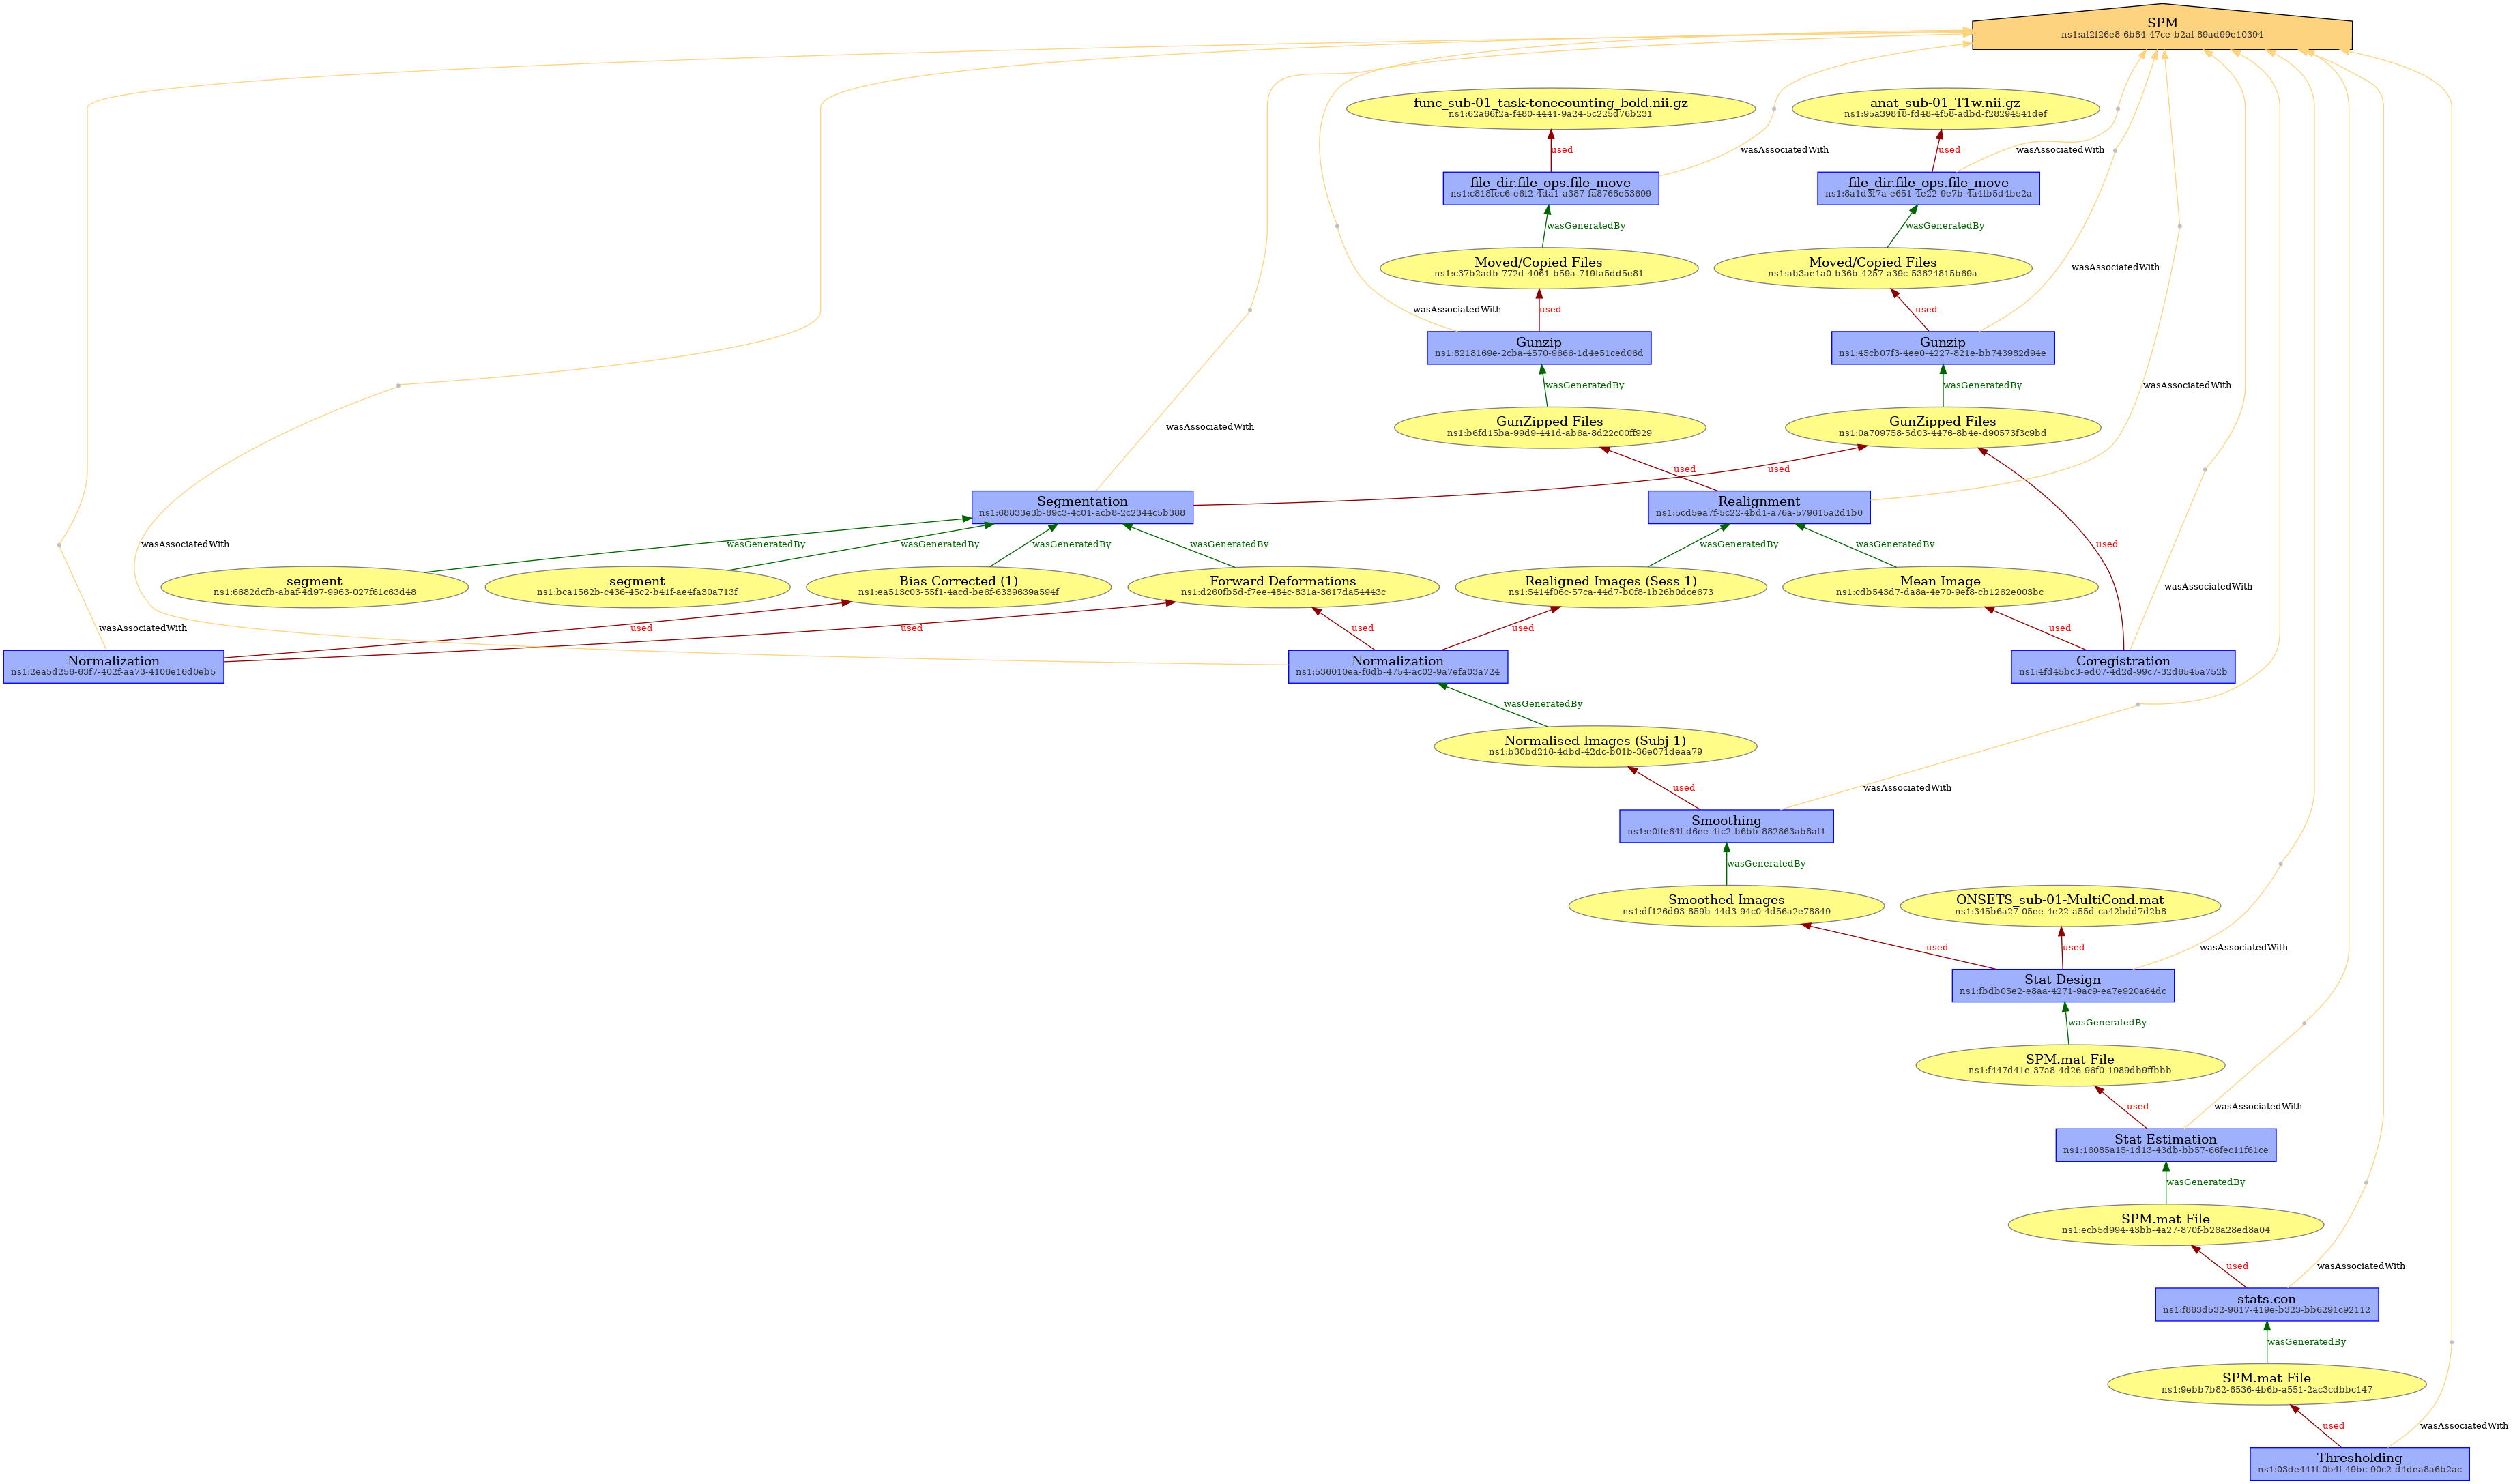 SPM
ns1:af2f26e8-6b84-47ce-b2af-89ad99e10394
func_sub-01_task-tonecounting_bold.nii.gz
ns1:62a66f2a-f480-4441-9a24-5c225d76b231
anat_sub-01_T1w.nii.gz
ns1:95a39818-fd48-4f58-adbd-f28294541def
used
wasAssociatedWith
used
wasAssociatedWith
file_dir.file_ops.file_move
ns1:c818fec6-e6f2-4da1-a387-fa8768e53699
file_dir.file_ops.file_move
ns1:8a1d3f7a-e651-4e22-9e7b-4a4fb5d4be2a
wasGeneratedBy
wasGeneratedBy
Moved/Copied Files
ns1:c37b2adb-772d-4061-b59a-719fa5dd5e81
Moved/Copied Files
ns1:ab3ae1a0-b36b-4257-a39c-53624815b69a
wasAssociatedWith
wasAssociatedWith
used
used
Gunzip
ns1:8218169e-2cba-4570-9666-1d4e51ced06d
Gunzip
ns1:45cb07f3-4ee0-4227-821e-bb743982d94e
wasGeneratedBy
wasGeneratedBy
wasAssociatedWith
GunZipped Files
ns1:b6fd15ba-99d9-441d-ab6a-8d22c00ff929
GunZipped Files
ns1:0a709758-5d03-4476-8b4e-d90573f3c9bd
wasAssociatedWith
used
used
Segmentation
ns1:68833e3b-89c3-4c01-acb8-2c2344c5b388
Realignment
ns1:5cd5ea7f-5c22-4bd1-a76a-579615a2d1b0
wasAssociatedWith
wasGeneratedBy
wasGeneratedBy
wasGeneratedBy
wasGeneratedBy
wasGeneratedBy
wasGeneratedBy
used
segment
ns1:6682dcfb-abaf-4d97-9963-027f61c63d48
segment
ns1:bca1562b-c436-45c2-b41f-ae4fa30a713f
Bias Corrected (1)
ns1:ea513c03-55f1-4acd-be6f-6339639a594f
Forward Deformations
ns1:d260fb5d-f7ee-484c-831a-3617da54443c
Realigned Images (Sess 1)
ns1:5414f06c-57ca-44d7-b0f8-1b26b0dce673
Mean Image
ns1:cdb543d7-da8a-4e70-9ef8-cb1262e003bc
wasAssociatedWith
wasAssociatedWith
used
used
used
used
used
Normalization
ns1:2ea5d256-63f7-402f-aa73-4106e16d0eb5
Normalization
ns1:536010ea-f6db-4754-ac02-9a7efa03a724
Coregistration
ns1:4fd45bc3-ed07-4d2d-99c7-32d6545a752b
wasGeneratedBy
Normalised Images (Subj 1)
ns1:b30bd216-4dbd-42dc-b01b-36e071deaa79
used
wasAssociatedWith
Smoothing
ns1:e0ffe64f-d6ee-4fc2-b6bb-882863ab8af1
wasGeneratedBy
Smoothed Images
ns1:df126d93-859b-44d3-94c0-4d56a2e78849
ONSETS_sub-01-MultiCond.mat
ns1:345b6a27-05ee-4e22-a55d-ca42bdd7d2b8
used
used
wasAssociatedWith
Stat Design
ns1:fbdb05e2-e8aa-4271-9ac9-ea7e920a64dc
wasGeneratedBy
SPM.mat File
ns1:f447d41e-37a8-4d26-96f0-1989db9ffbbb
used
wasAssociatedWith
Stat Estimation
ns1:16085a15-1d13-43db-bb57-66fec11f61ce
wasGeneratedBy
SPM.mat File
ns1:ecb5d994-43bb-4a27-870f-b26a28ed8a04
used
wasAssociatedWith
stats.con
ns1:f863d532-9817-419e-b323-bb6291c92112
wasGeneratedBy
SPM.mat File
ns1:9ebb7b82-6536-4b6b-a551-2ac3cdbbc147
used
wasAssociatedWith
Thresholding
ns1:03de441f-0b4f-49bc-90c2-d4dea8a6b2ac